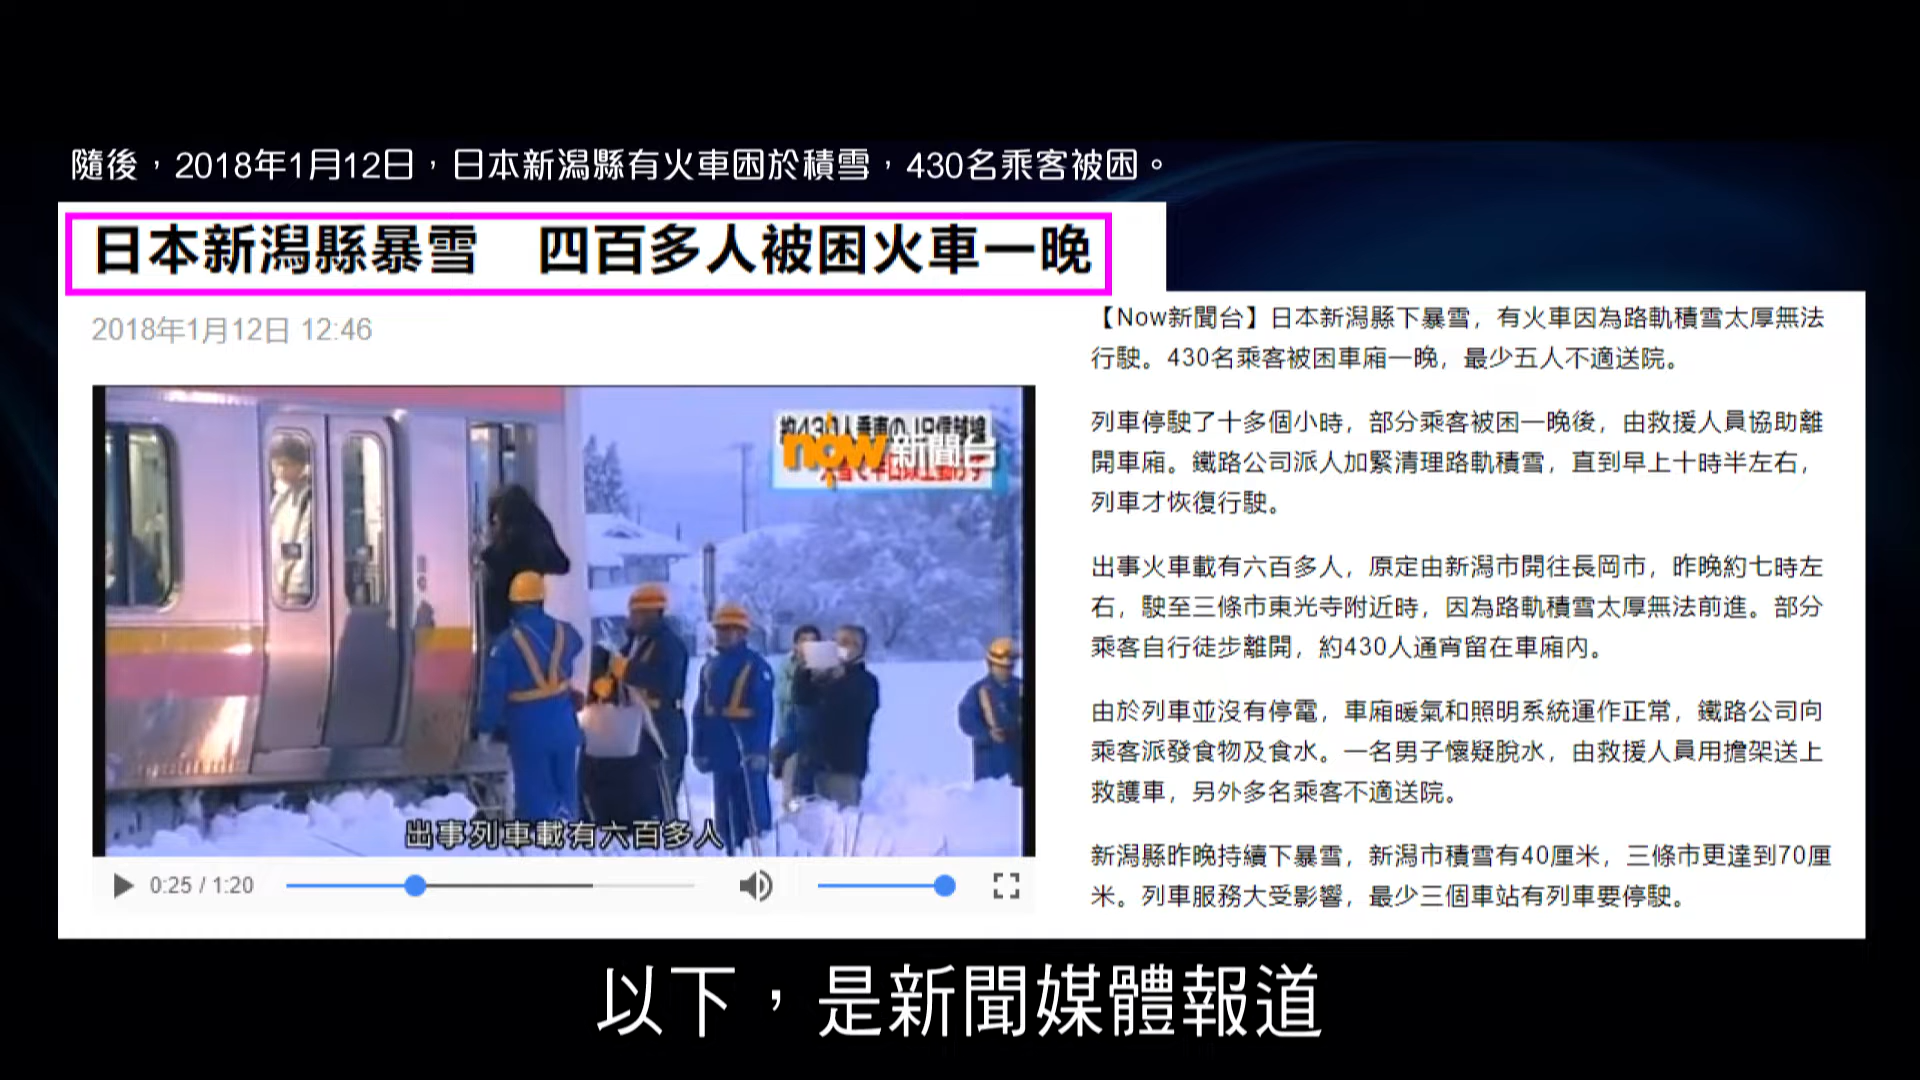 隨後，2018年1月12日，日本新潟縣有火車困於積雪，430名乘客被困。
日本新潟縣暴雪　四百多人被困火車一晚
2018年1月12日 12:46
now新聞台
出事列車載有六百多人
0:25 / 1:20
【Now新聞台】日本新潟縣下暴雪，有火車因為路軌積雪太厚無法
行駛。430名乘客被困車廂一晚，最少五人不適送院。
列車停駛了十多個小時，部分乘客被困一晚後，由救援人員協助離
開車廂。鐵路公司派人加緊清理路軌積雪，直到早上十時半左右，
列車才恢復行駛。
出事火車載有六百多人，原定由新潟市開往長岡市，昨晚約七時左
右，駛至三條市東光寺附近時，因為路軌積雪太厚無法前進。部分
乘客自行徒步離開，約430人通宵留在車廂內。
由於列車並沒有停電，車廂暖氣和照明系統運作正常，鐵路公司向
乘客派發食物及食水。一名男子懷疑脫水，由救援人員用擔架送上
救護車，另外多名乘客不適送院。
新潟縣昨晚持續下暴雪，新潟市積雪有40厘米，三條市更達到70厘
米。列車服務大受影響，最少三個車站有列車要停駛。
以下，是新聞媒體報道